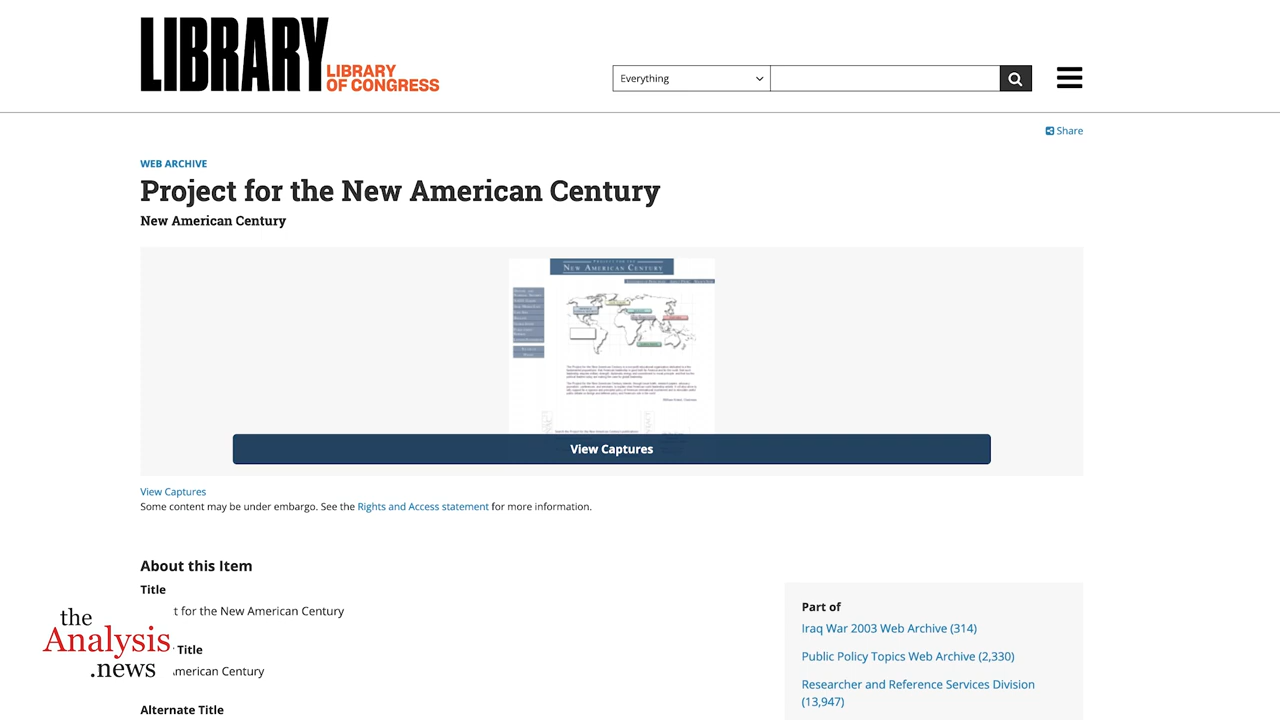 LIBRARY
LIBRARY
OF CONGRESS
Everything
Share
WEB ARCHIVE
Project for the New American Century
New American Century
PROJECT FOR THE
NEW AMERICAN CENTURY
View Captures
View Captures
Some content may be under embargo. See the Rights and Access statement for more information.
About this Item
Title
t for the New American Century
Title
American Century
Alternate Title
the
Analysis
.news
Part of
Iraq War 2003 Web Archive (314)
Public Policy Topics Web Archive (2,330)
Researcher and Reference Services Division
(13,947)